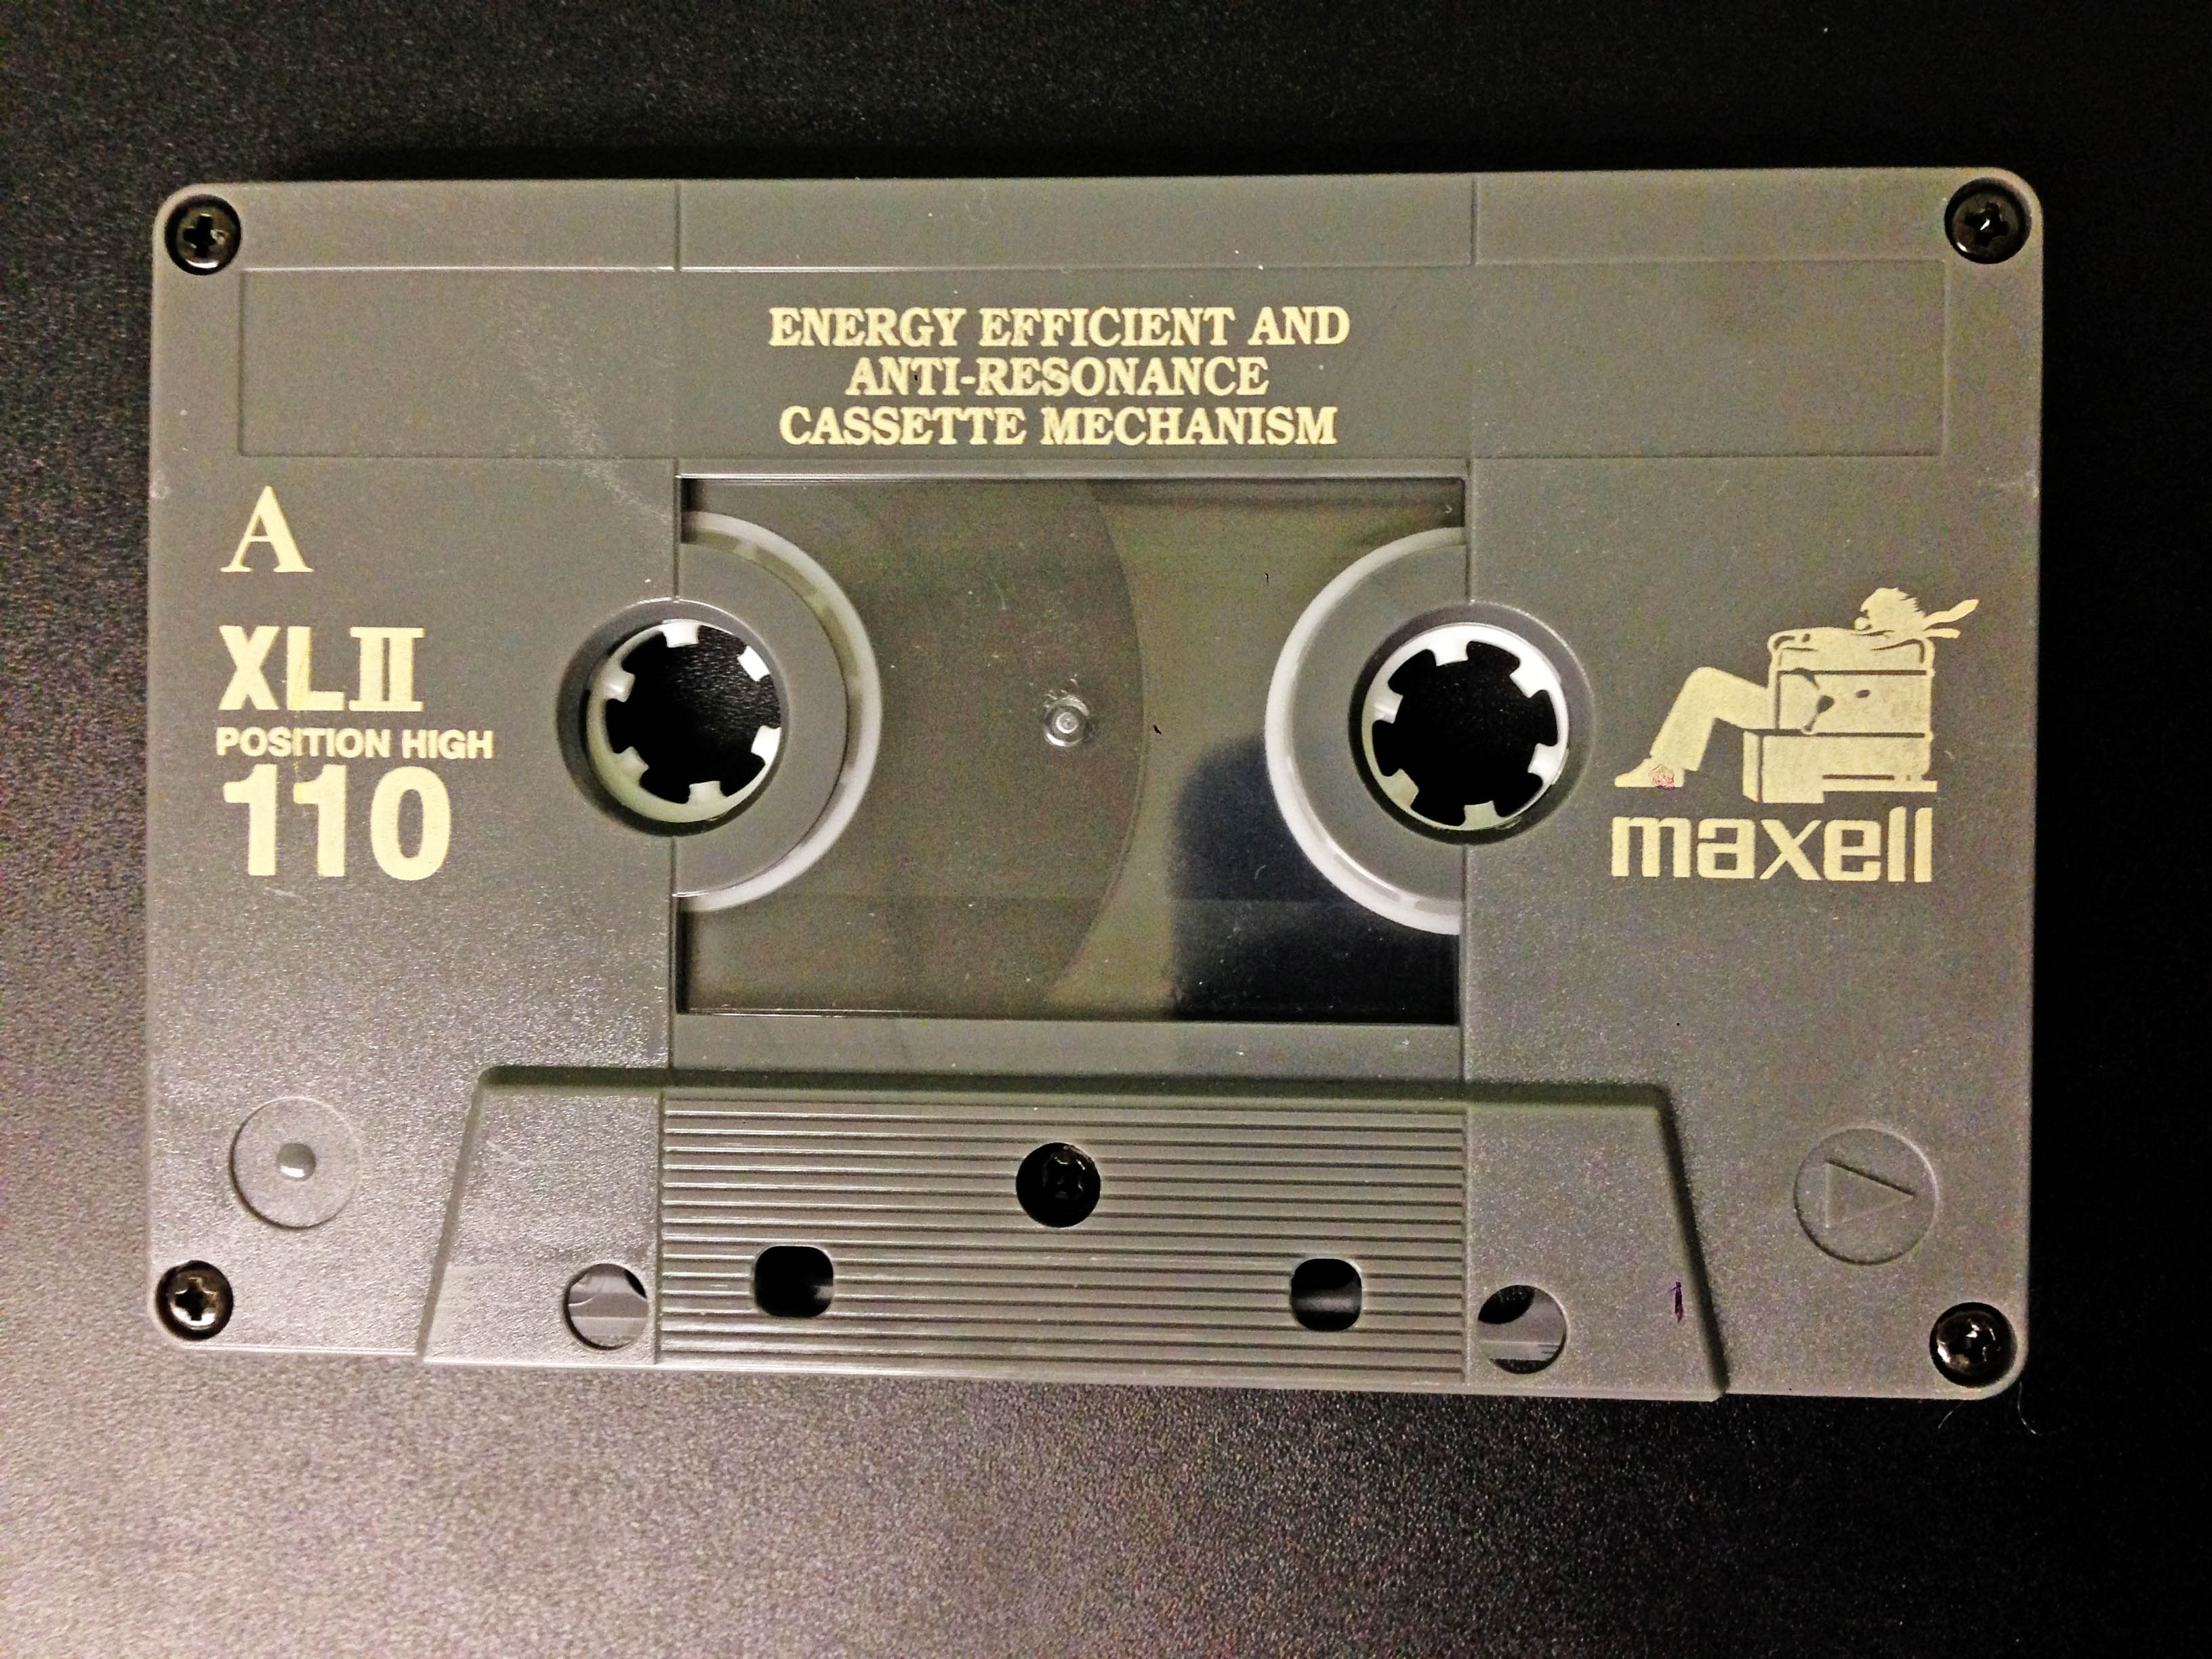 ENERGY EFFICIENT AND
ANTI-RESONANCE
CASSETTE MECHANISM
A
XLII
POSITION HIGH
110
maxell